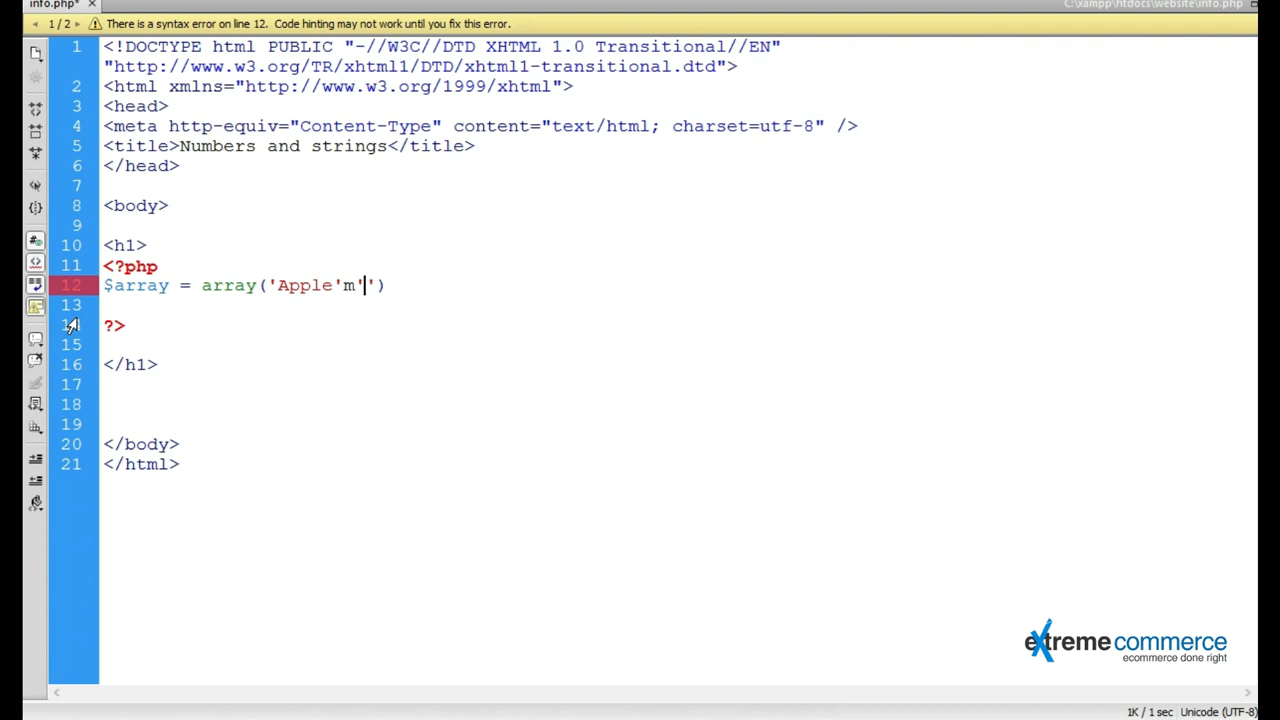 info.php* ×
C:\xampp\htdocs\website\info.php
1 / 2 There is a syntax error on line 12. Code hinting may not work until you fix this error.
1 <!DOCTYPE html PUBLIC "-//W3C//DTD XHTML 1.0 Transitional//EN"
"http://www.w3.org/TR/xhtml1/DTD/xhtml1-transitional.dtd">
2 <html xmlns="http://www.w3.org/1999/xhtml">
3 <head>
4 <meta http-equiv="Content-Type" content="text/html; charset=utf-8" />
5 <title>Numbers and strings</title>
6 </head>
7
8 <body>
9
10 <h1>
11 <?php
12 $array = array('Apple'm'')
13
14 ?>
15
16 </h1>
17
18
19
20 </body>
21 </html>
extreme commerce
ecommerce done right
1K / 1 sec Unicode (UTF-8)